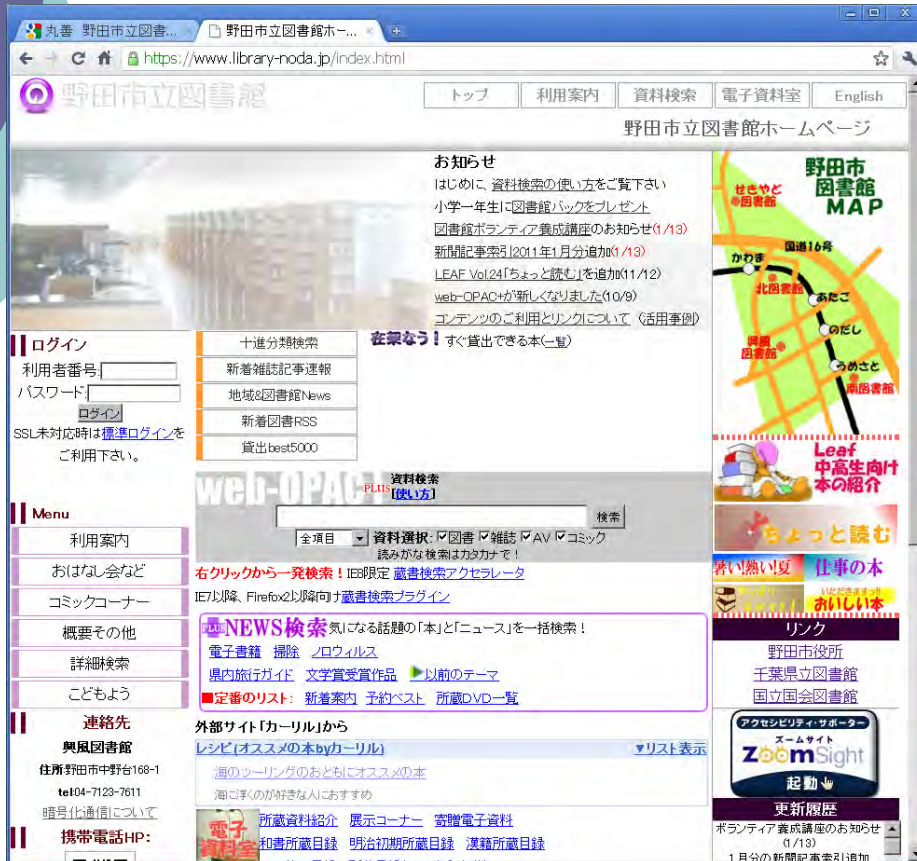 丸善 野田市立図書...
野田市立図書館ホー...
https://www.library-noda.jp/index.html
野田市立図書館
トップ
利用案内
資料検索
電子資料室
English
野田市立図書館ホームページ
お知らせ
はじめに、資料検索の使い方をご覧下さい
小学一年生に図書館バックをプレゼント
図書館ボランティア養成講座のお知らせ(1/13)
新聞記事索引2011年1月分追加(1/13)
LEAF Vol.24「ちょっと読む」を追加(11/12)
web-OPAC+が新しくなりました(10/9)
コンテンツのご利用とリンクについて (活用事例)
野田市
図書館
MAP
せきやど
図書館
国道16号
かわま
北図書館
あたご
のだし
興風
図書館
うめさと
南図書館
ログイン
利用者番号:
パスワード:
ログイン
SSL未対応時は標準ログインを
ご利用下さい。
十進分類検索
新着雑誌記事速報
地域&図書館News
新着図書RSS
貸出best5000
在架なう! すぐ貸出できる本(一覧)
web-OPAC+
PLUS
資料検索
[使い方]
検索
全項目 資料選択: 図書 雑誌 AV コミック
読みがな検索はカタカナで!
右クリックから一発検索! IE8限定 蔵書検索アクセラレータ
IE7以降、Firefox2以降向け蔵書検索プラグイン
Menu
利用案内
おはなし会など
コミックコーナー
概要その他
詳細検索
こどもよう
PLUS NEWS検索 気になる話題の「本」と「ニュース」を一括検索!
電子書籍 掃除 ノロウィルス
県内旅行ガイド 文学賞受賞作品 以前のテーマ
■定番のリスト: 新着案内 予約ベスト 所蔵DVD一覧
外部サイト「カーリル」から
レシピ(オススメの本byカーリル) ▼リスト表示
海のツーリングのおともにオススメの本
海に浮くのが好きな人におすすめ
電子
資料室
所蔵資料紹介 展示コーナー 寄贈電子資料
和書所蔵目録 明治初期所蔵目録 漢籍所蔵目録
連絡先
興風図書館
住所:野田市中野台168-1
tel:04-7123-7611
暗号化通信について
携帯電話HP:
Leaf
中高生向け
本の紹介
ちょっと読む
暑い!熱い!夏
仕事の本
いただきますっ!!
おいしい本
リンク
野田市役所
千葉県立図書館
国立国会図書館
アクセシビリティ・サポーター
ズームサイト
ZoomSight
起動
更新履歴
ボランティア養成講座のお知らせ
(1/13)
1月分の新聞記事索引追加